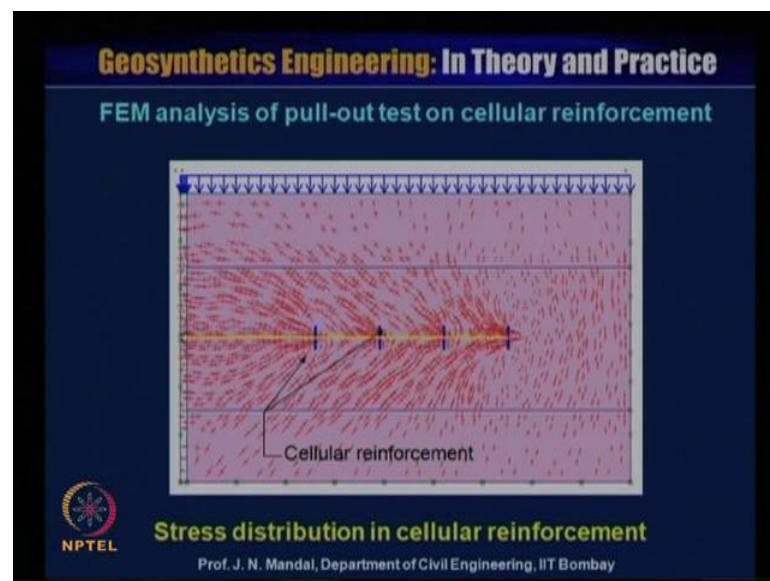 Geosynthetics Engineering: In Theory and Practice
FEM analysis of pull-out test on cellular reinforcement
Cellular reinforcement
Stress distribution in cellular reinforcement
NPTEL
Prof. J. N. Mandal, Department of Civil Engineering, IIT Bombay